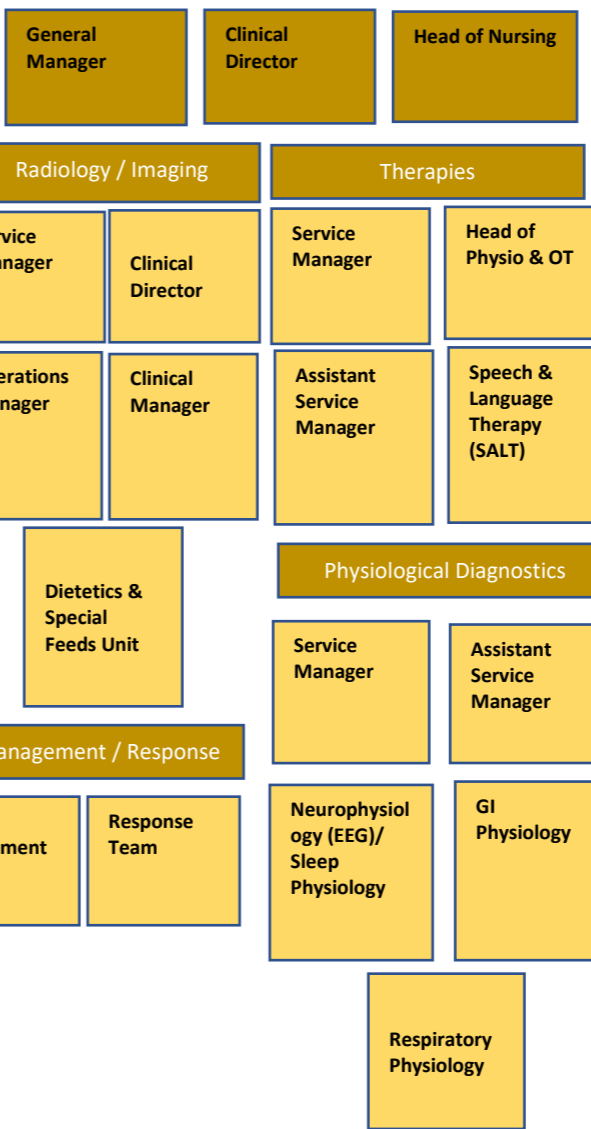 General
Manager
Clinical
Director
Head of Nursing
Radiology / Imaging
Therapies
Clinical
Director
Service
Manager
Head of
Physio & OT
Clinical
Manager
Assistant
Service
Manager
Speech &
Language
Therapy
(SALT)
Dietetics &
Special
Feeds Unit
Physiological Diagnostics
Service
Manager
Assistant
Service
Manager
/ Response
Response
Team
Neurophysiol
ogy (EEG)/
Sleep
Physiology
GI
Physiology
Respiratory
Physiology